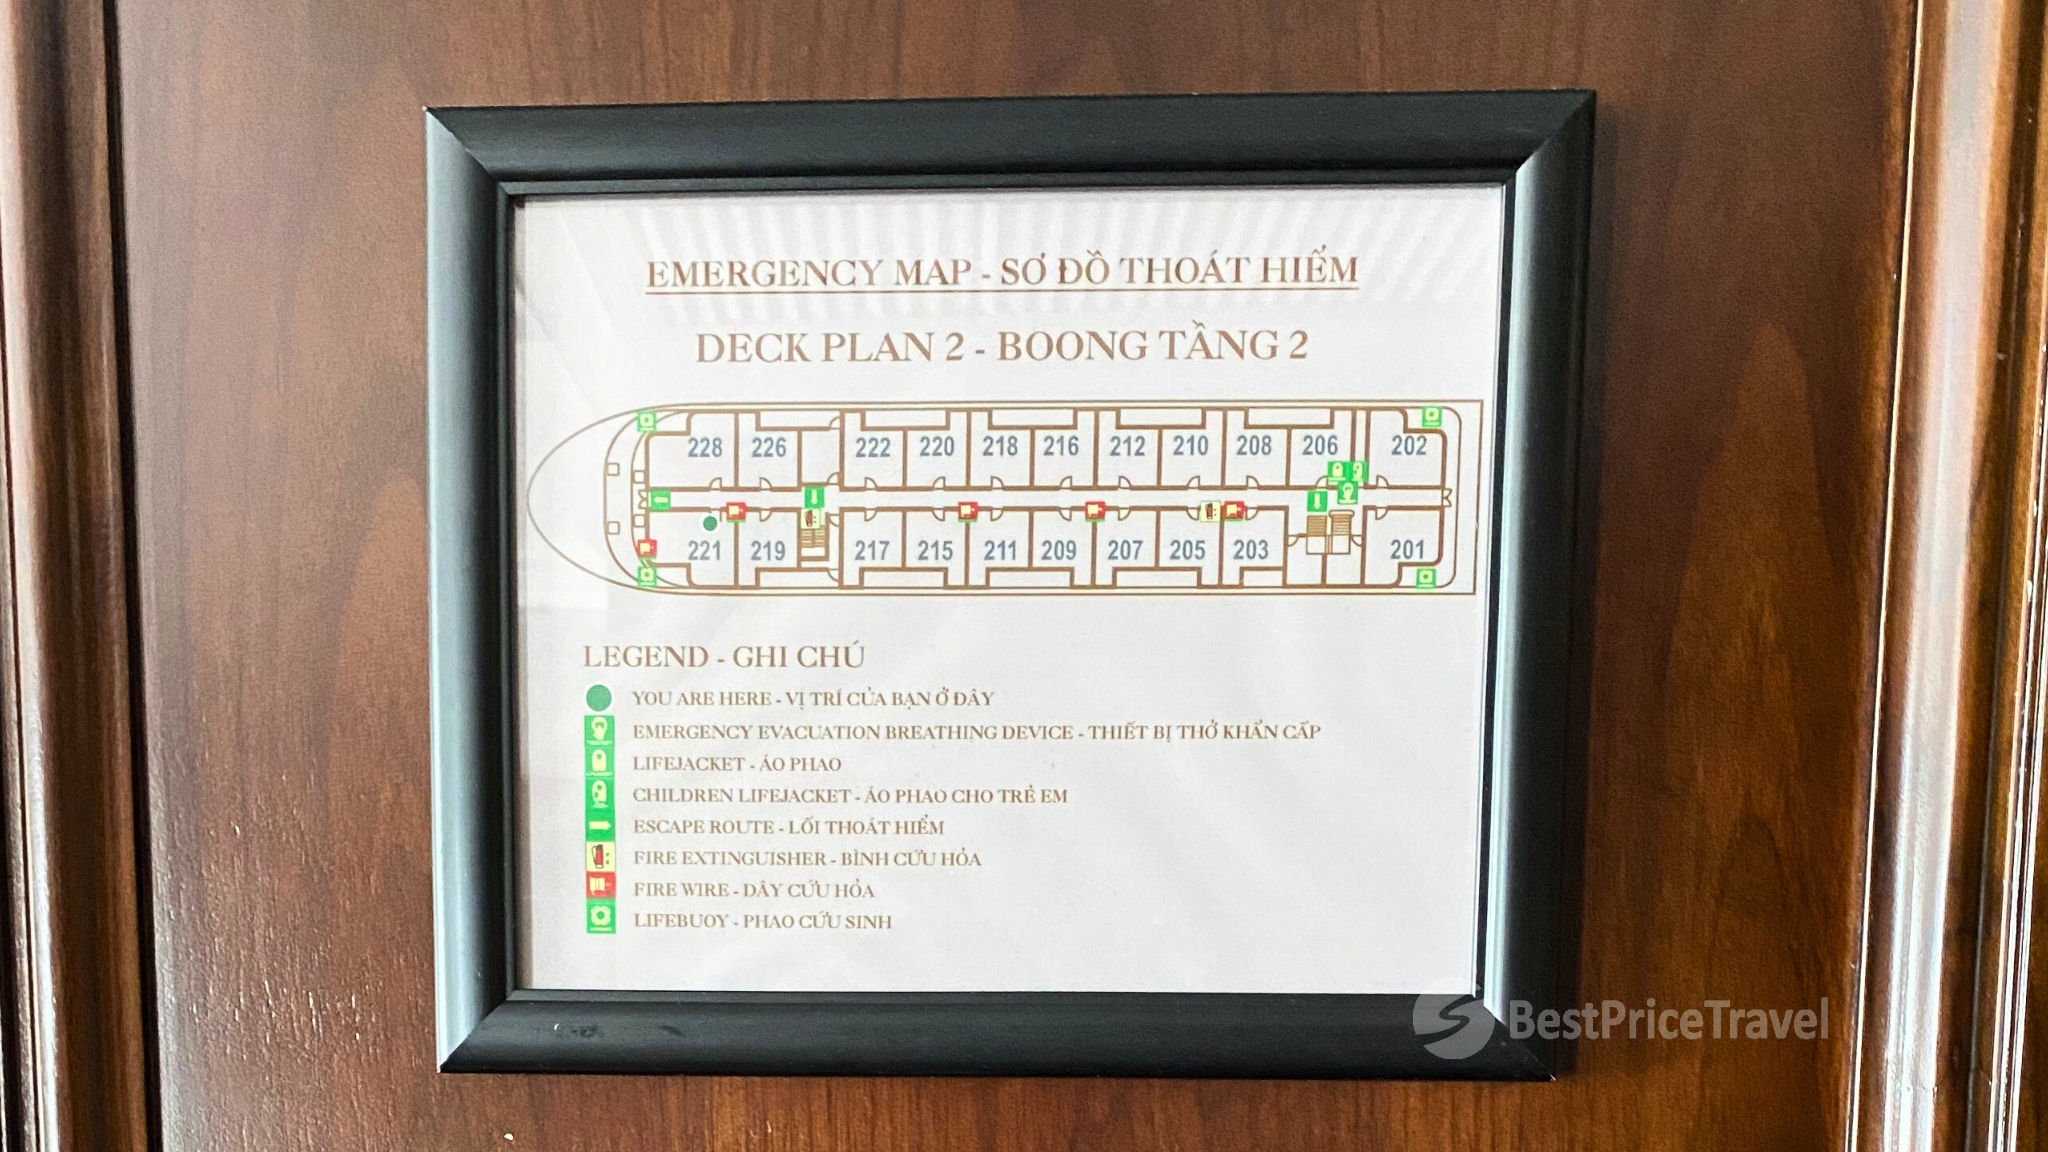 EMERGENCY MAP - SƠ ĐỒ THOÁT HIỂM
DECK PLAN 2 - BOONG TẦNG 2
228 226 222 220 218 216 212 210 208 206 202
221 219 217 215 211 209 207 205 203 201
LEGEND - GHI CHÚ
YOU ARE HERE - VỊ TRÍ CỦA BẠN Ở ĐÂY
EMERGENCY EVACUATION BREATHING DEVICE - THIẾT BỊ THỞ KHẨN CẤP
LIFEJACKET - ÁO PHAO
CHILDREN LIFEJACKET - ÁO PHAO CHO TRẺ EM
ESCAPE ROUTE - LỐI THOÁT HIỂM
FIRE EXTINGUISHER - BÌNH CỨU HỎA
FIRE WIRE - DÂY CỨU HỎA
LIFEBUOY - PHAO CỨU SINH
BestPriceTravel